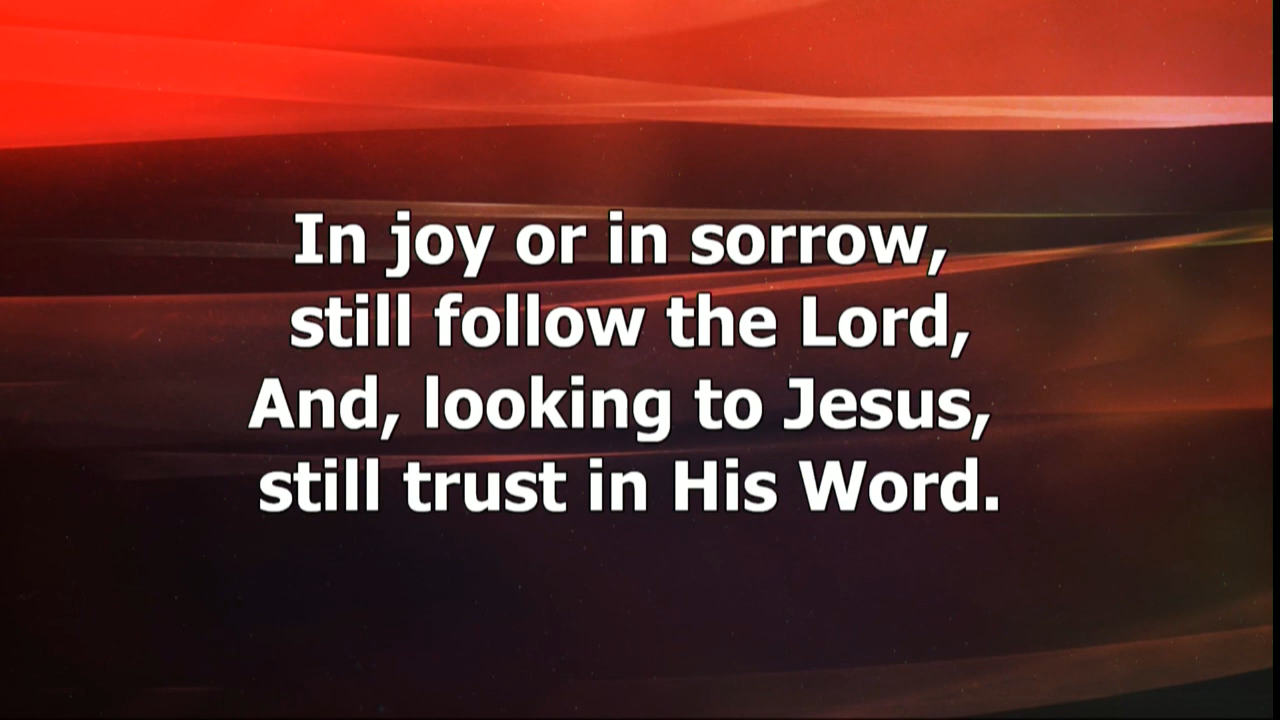 In joy or in sorrow,
still follow the Lord,
And, looking to Jesus,
still trust in His Word.